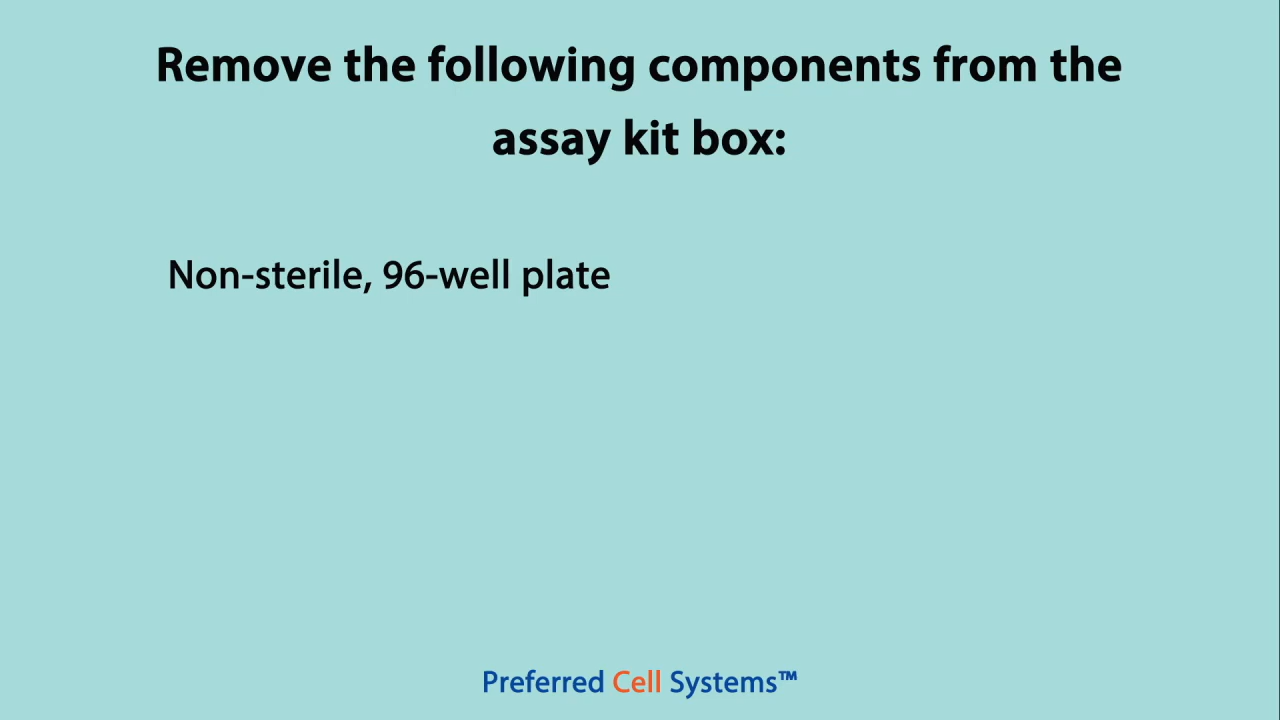 Remove the following components from the
assay kit box:
Non-sterile, 96-well plate
Preferred Cell Systems™